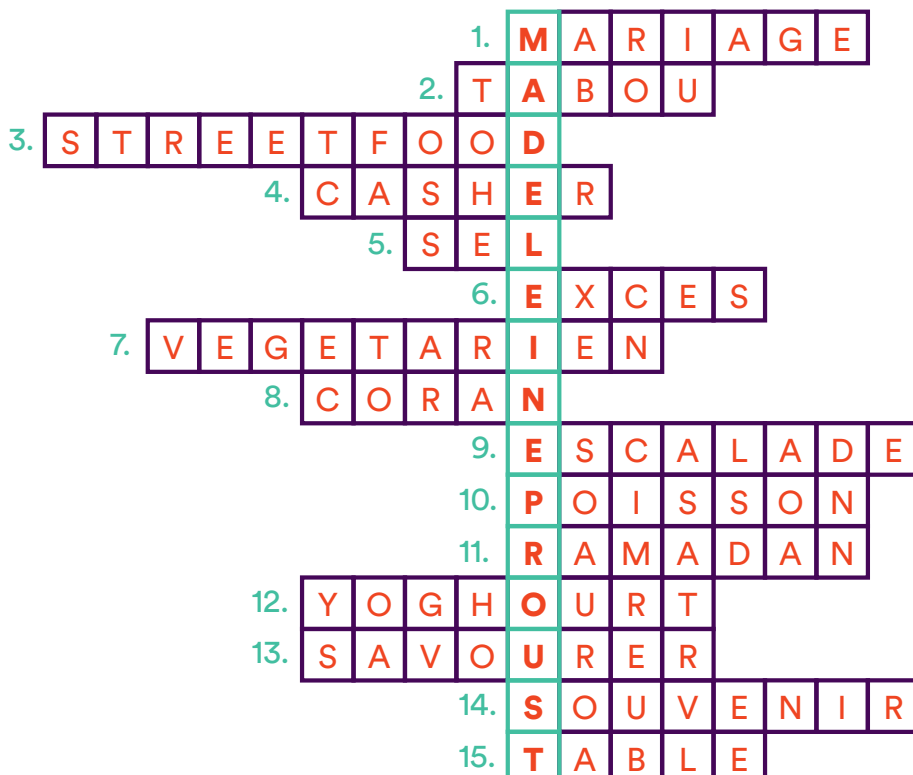 1. MARIAGE
2. TABOU
3. STREETFOOD
4. CASHER
5. SEL
6. EXCES
7. VEGETARIEN
8. CORAN
9. ESCALADE
10. POISSON
11. RAMADAN
12. YOGHOURT
13. SAVOURER
14. SOUVENIR
15. TABLE